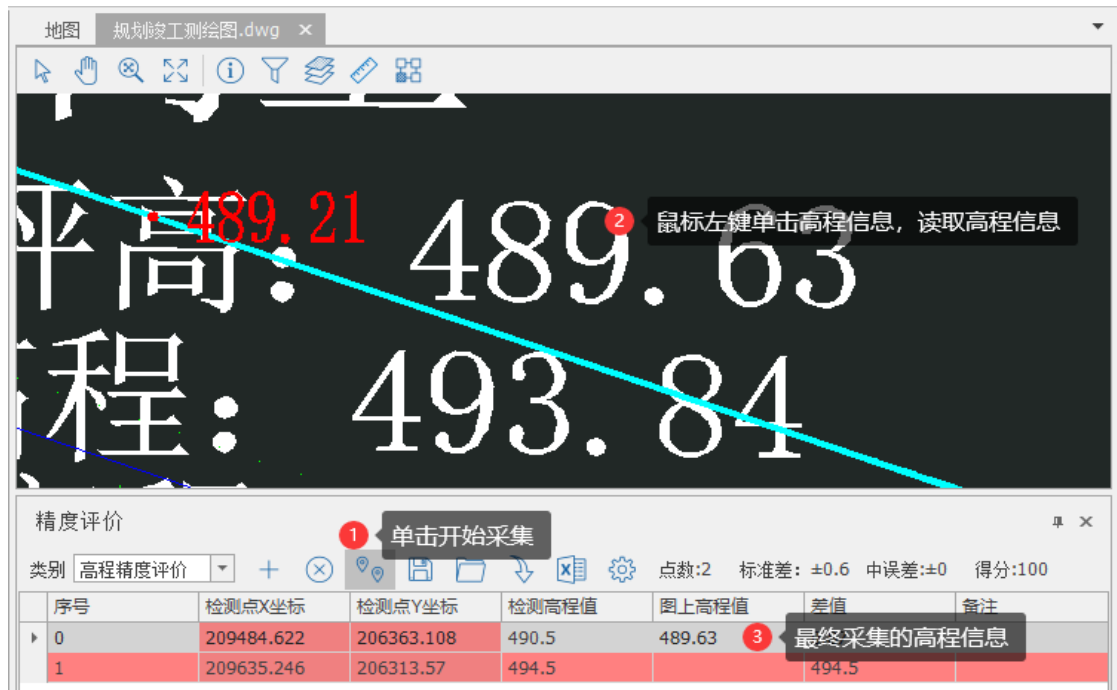 地图 规划竣工测绘图.dwg ×
489.21
平高：489.63
2 鼠标左键单击高程信息，读取高程信息
程：493.84
精度评价
1 单击开始采集
类别 高程精度评价 点数:2 标准差：±0.6 中误差:±0 得分:100
序号 检测点X坐标 检测点Y坐标 检测高程值 图上高程值 差值 备注
0 209484.622 206363.108 490.5 489.63
3 最终采集的高程信息
1 209635.246 206313.57 494.5 494.5